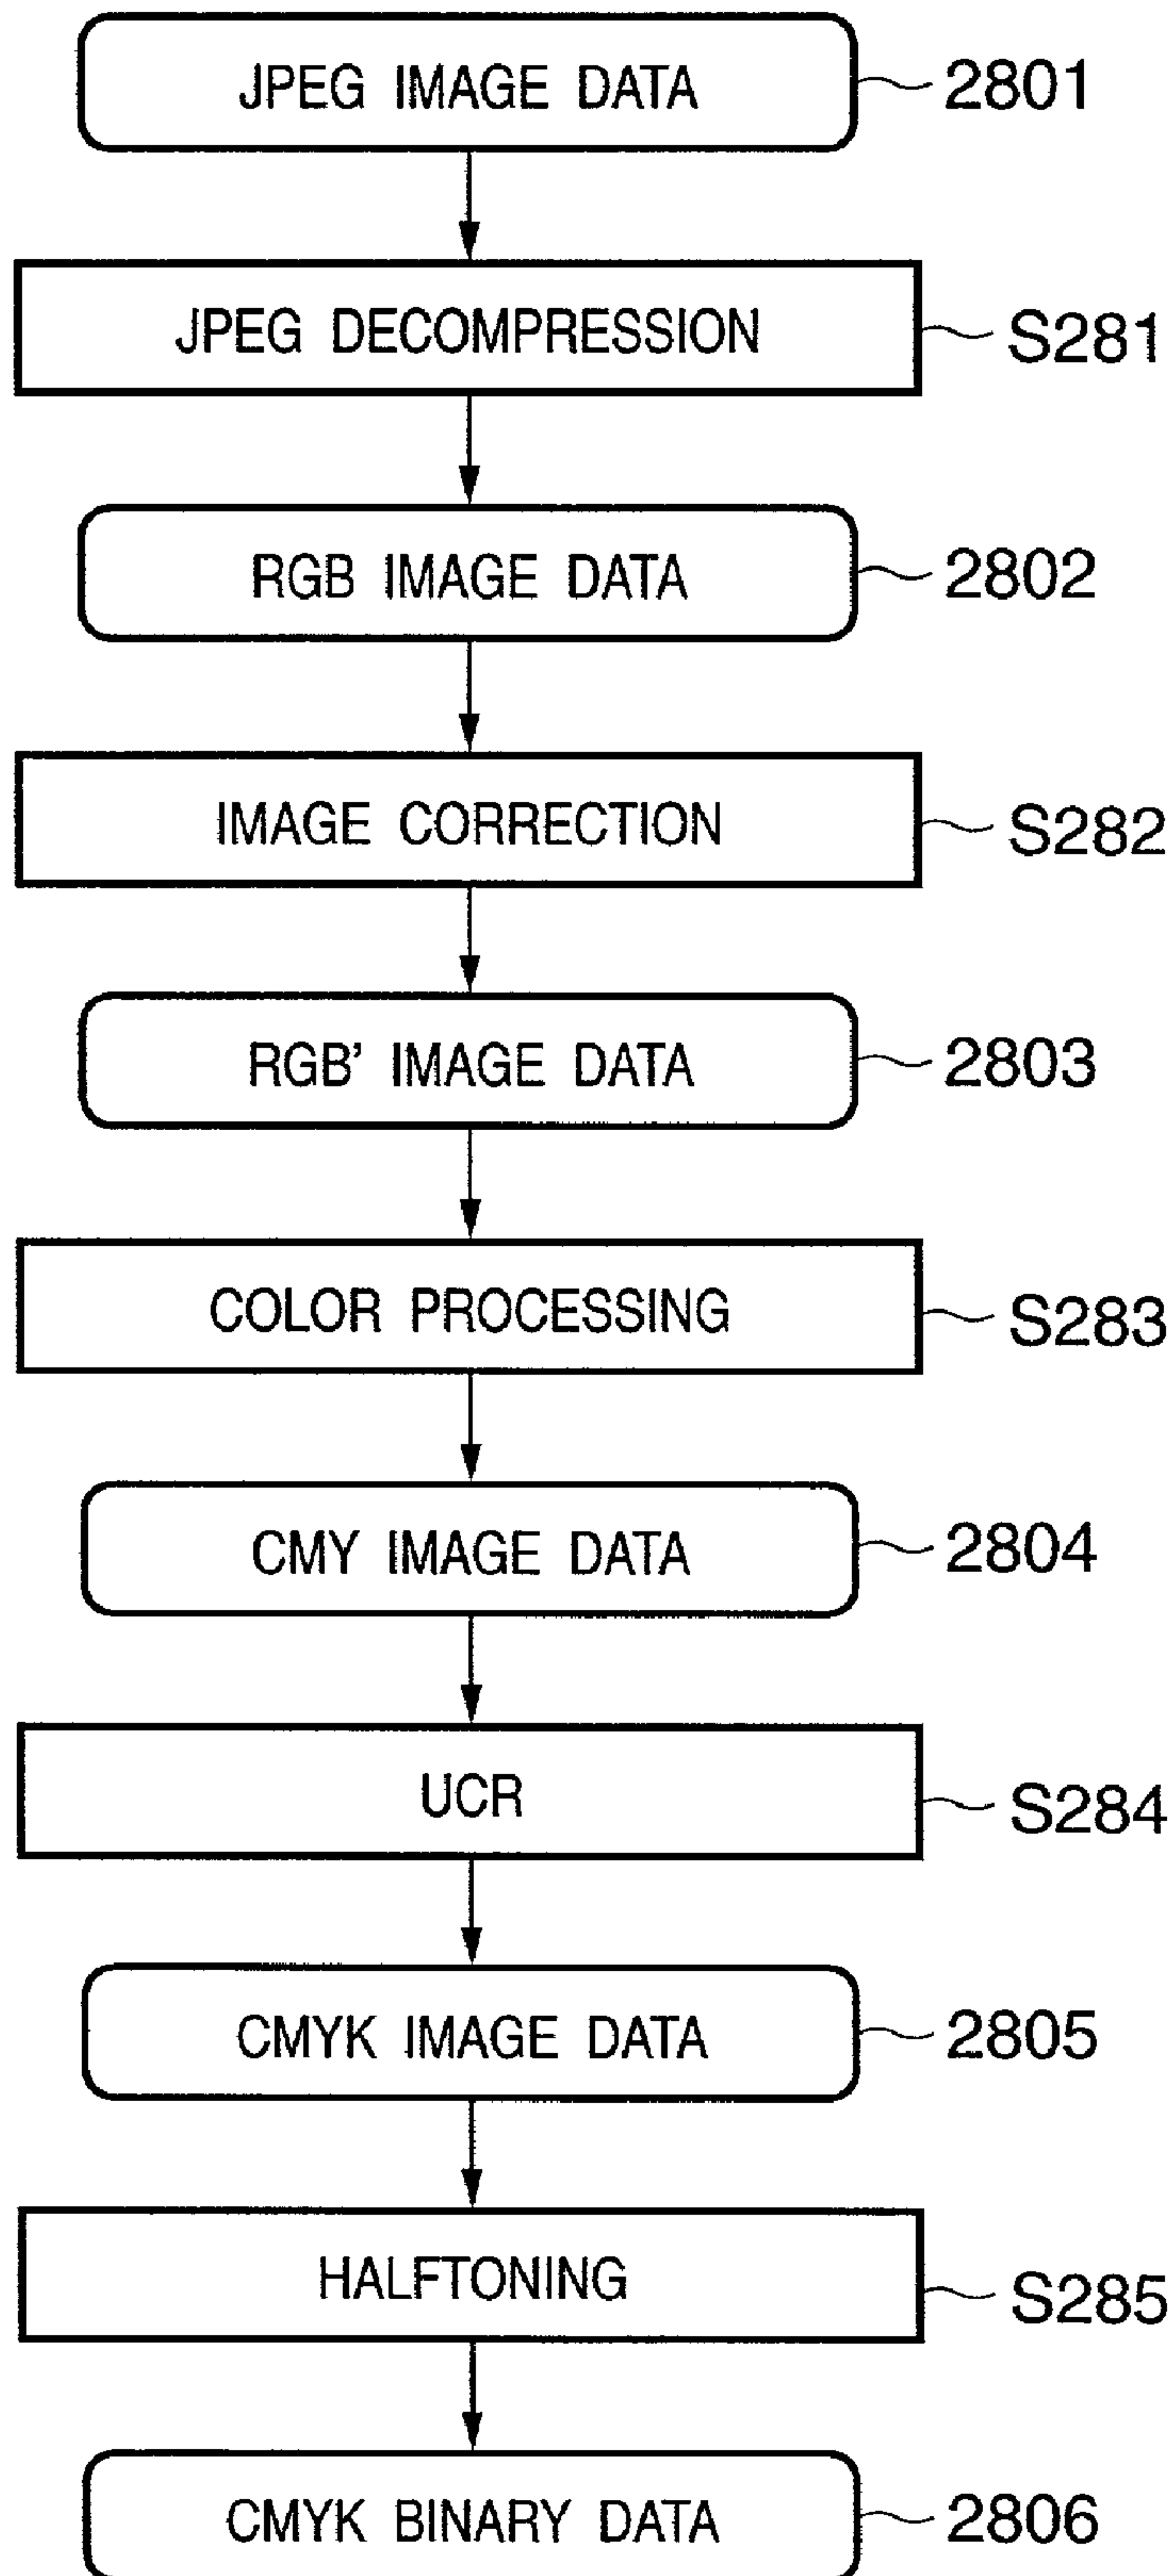 JPEG IMAGE DATA 2801
JPEG DECOMPRESSION S281
RGB IMAGE DATA 2802
IMAGE CORRECTION S282
RGB' IMAGE DATA 2803
COLOR PROCESSING S283
CMY IMAGE DATA 2804
UCR S284
CMYK IMAGE DATA 2805
HALFTONING S285
CMYK BINARY DATA 2806